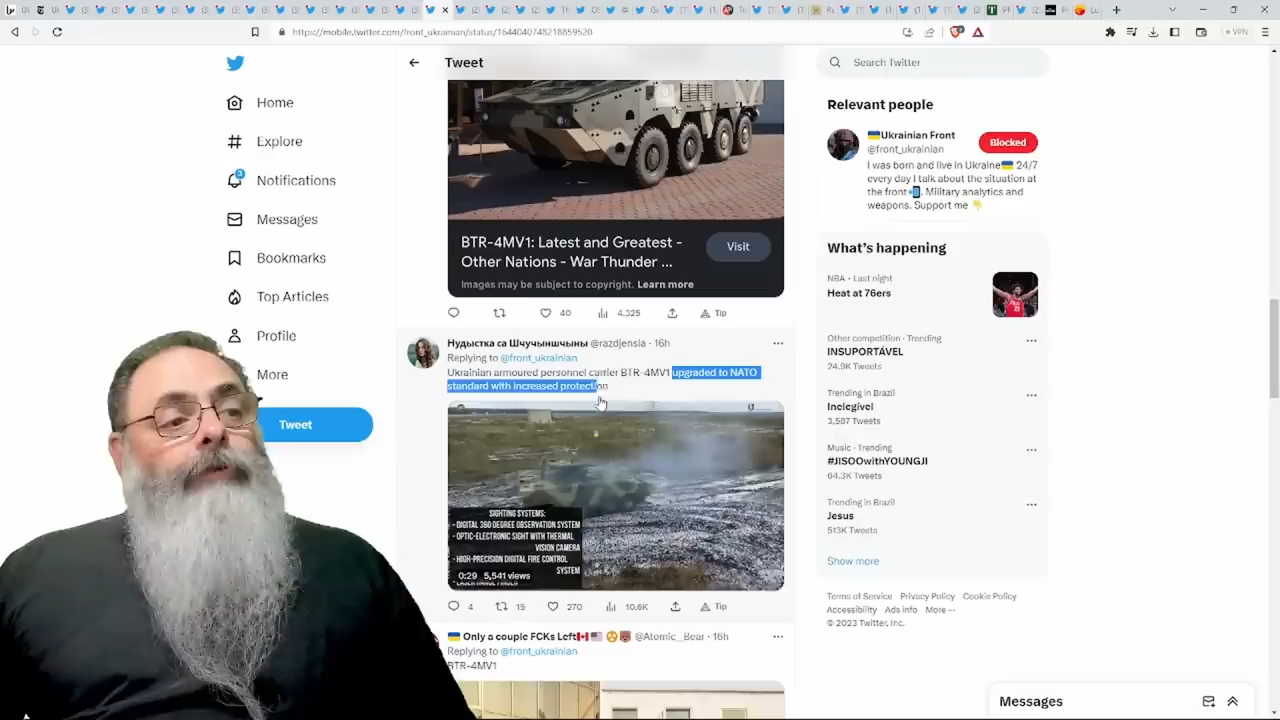 https://mobile.twitter.com/front_ukrainian/status/1644040748218859520
VPN
Home
Explore
3
Notifications
Messages
Bookmarks
Top Articles
Profile
More
Tweet
Tweet
BTR-4MV1: Latest and Greatest -
Other Nations - War Thunder ...
Visit
Images may be subject to copyright. Learn more
40
4,325
Tip
Нудыстка са Шчучыншчыны @razdjensia · 16h
Replying to @front_ukrainian
Ukrainian armoured personnel carrier BTR-4MV1 upgraded to NATO
standard with increased protection
SIGHTING SYSTEMS:
- DIGITAL 360 DEGREE OBSERVATION SYSTEM
- OPTIC-ELECTRONIC SIGHT WITH THERMAL
VISION CAMERA
- HIGH-PRECISION DIGITAL FIRE CONTROL
SYSTEM
0:29 5,541 views
4
15
270
10.6K
Tip
Only a couple FCKs Left @Atomic_Bear · 16h
Replying to @front_ukrainian
BTR-4MV1
Search Twitter
Relevant people
Ukrainian Front
@front_ukrainian
Blocked
I was born and live in Ukraine 24/7
every day I talk about the situation at
the front. Military analytics and
weapons. Support me
What's happening
NBA · Last night
Heat at 76ers
Other competition · Trending
INSUPORTÁVEL
24.9K Tweets
Trending in Brazil
Inelegível
3,587 Tweets
Music · Trending
#JISOOwithYOUNGJI
64.3K Tweets
Trending in Brazil
Jesus
513K Tweets
Show more
Terms of Service Privacy Policy Cookie Policy
Accessibility Ads info More ...
© 2023 Twitter, Inc.
Messages